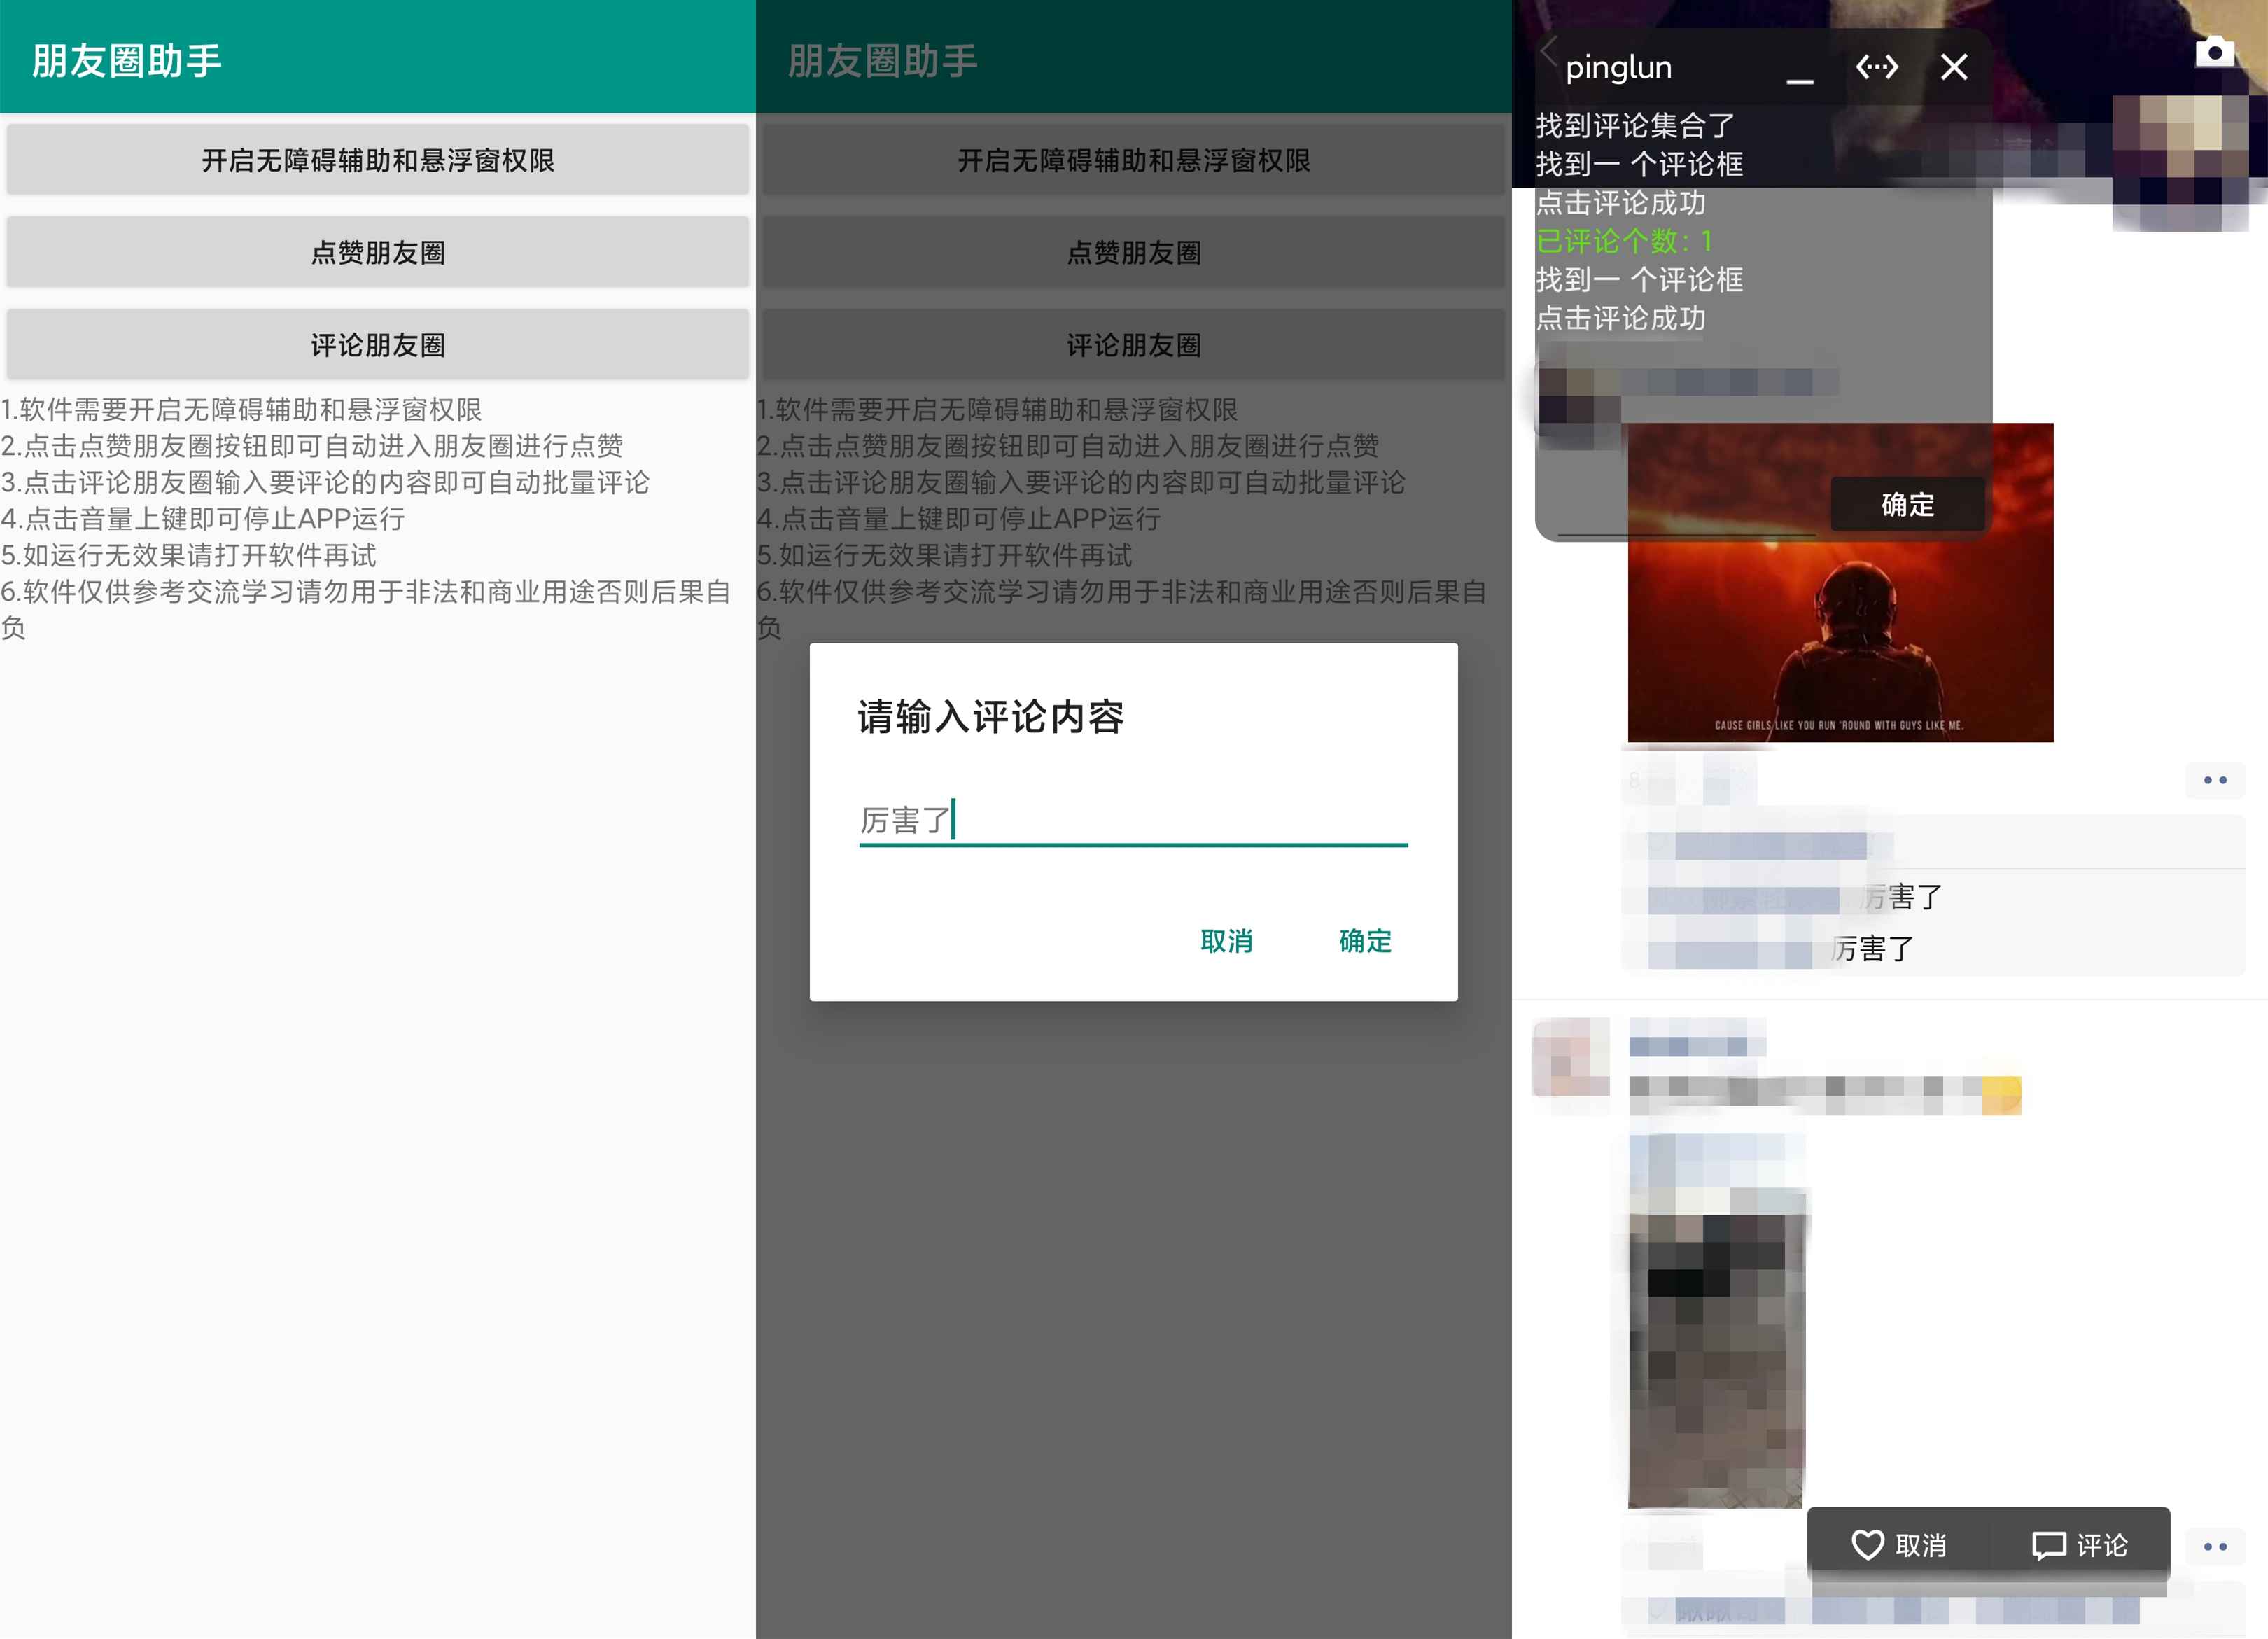 朋友圈助手
开启无障碍辅助和悬浮窗权限
点赞朋友圈
评论朋友圈
1.软件需要开启无障碍辅助和悬浮窗权限
2.点击点赞朋友圈按钮即可自动进入朋友圈进行点赞
3.点击评论朋友圈输入要评论的内容即可自动批量评论
4.点击音量上键即可停止APP运行
5.如运行无效果请打开软件再试
6.软件仅供参考交流学习请勿用于非法和商业用途否则后果自
负
朋友圈助手
开启无障碍辅助和悬浮窗权限
点赞朋友圈
评论朋友圈
1.软件需要开启无障碍辅助和悬浮窗权限
2.点击点赞朋友圈按钮即可自动进入朋友圈进行点赞
3.点击评论朋友圈输入要评论的内容即可自动批量评论
4.点击音量上键即可停止APP运行
5.如运行无效果请打开软件再试
6.软件仅供参考交流学习请勿用于非法和商业用途否则后果自
负
请输入评论内容
厉害了
取消 确定
pinglun
找到评论集合了
找到一 个评论框
点击评论成功
已评论个数：1
找到一 个评论框
点击评论成功
确定
CAUSE GIRLS LIKE YOU RUN 'ROUND WITH GUYS LIKE ME.
厉害了
厉害了
取消 评论